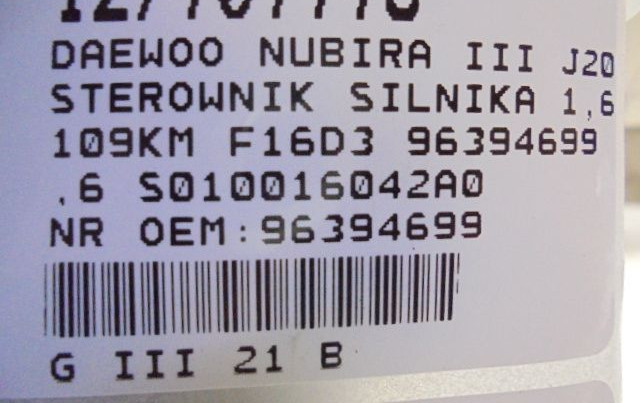 DAEWOO NUBIRA III J20
STEROWNIK SILNIKA 1,6
109KM F16D3 96394699
.6 S010016042A0
NR OEM:96394699
G III 21 B